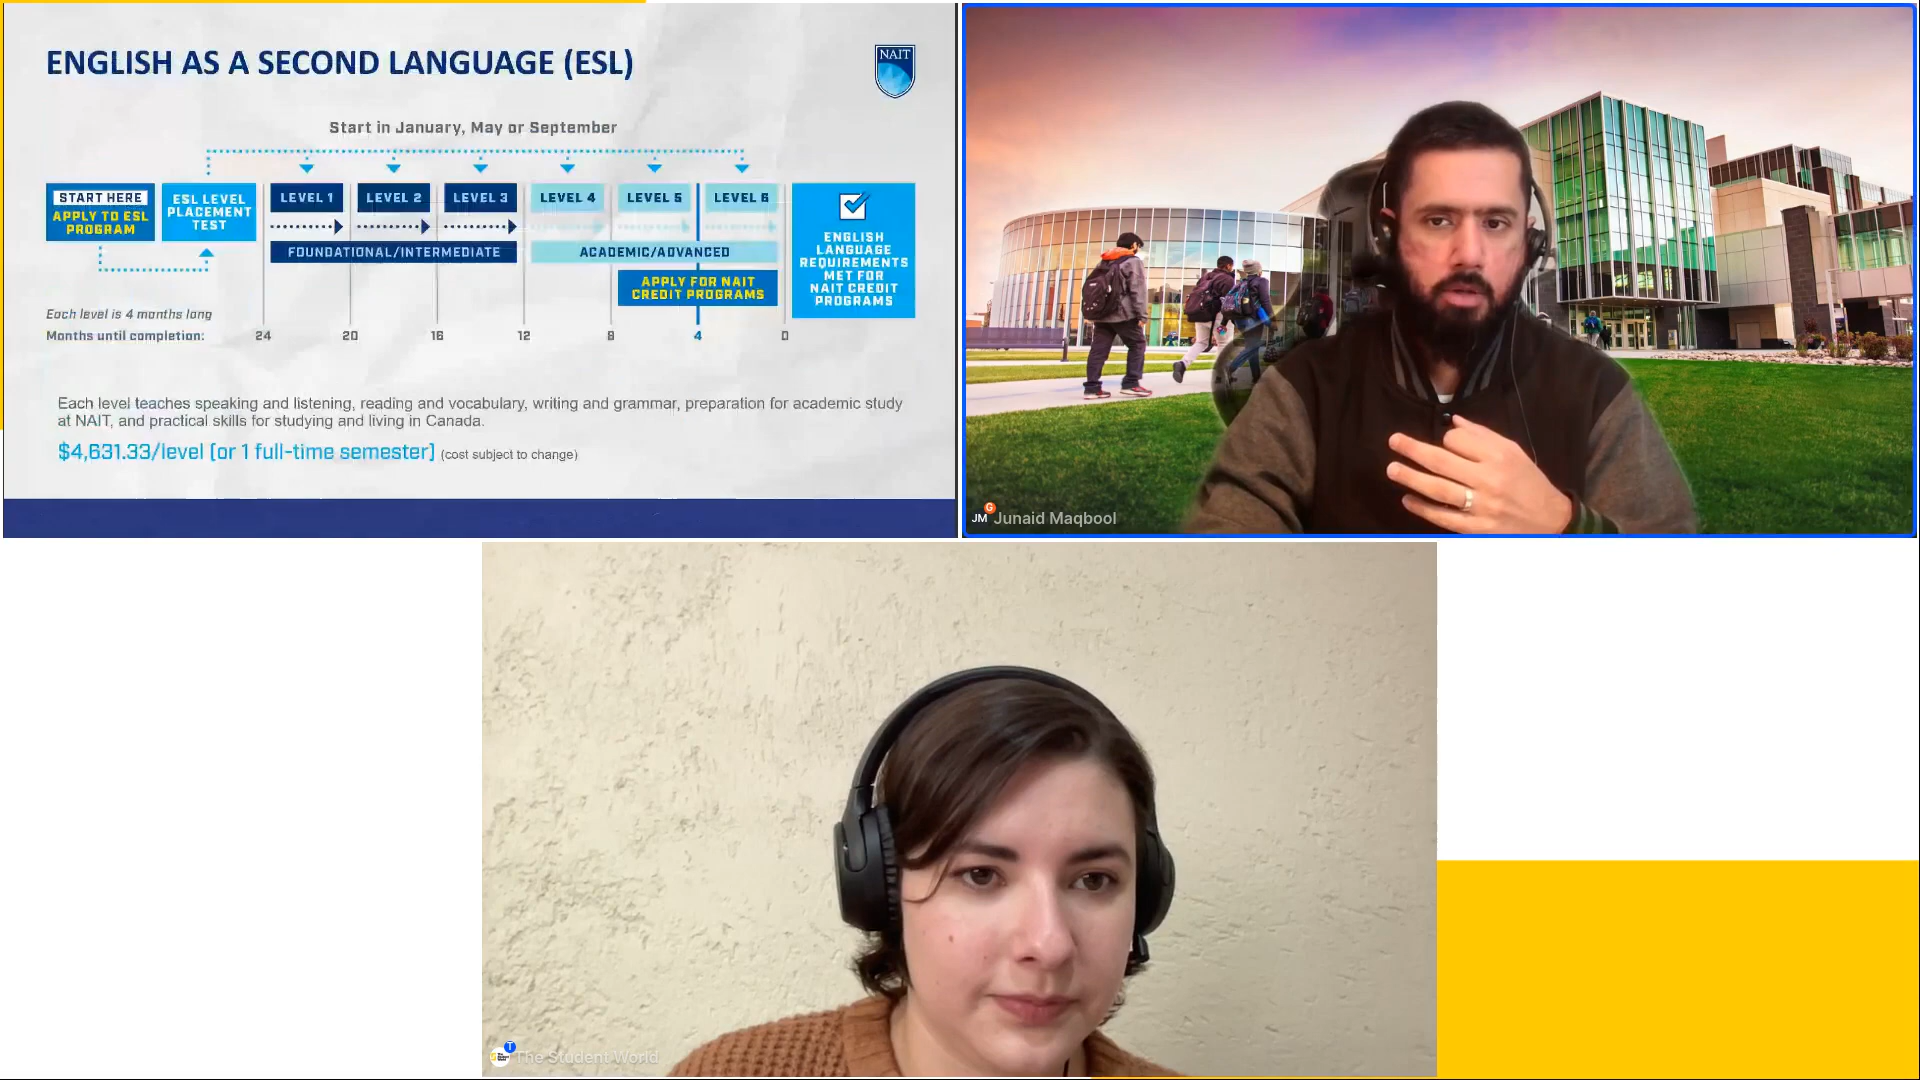 ENGLISH AS A SECOND LANGUAGE (ESL)
NAIT
Start in January, May or September
START HERE
APPLY TO ESL
PROGRAM
ESL LEVEL
PLACEMENT
TEST
LEVEL 1
LEVEL 2
LEVEL 3
LEVEL 4
LEVEL 5
LEVEL 6
FOUNDATIONAL/INTERMEDIATE
ACADEMIC/ADVANCED
APPLY FOR NAIT
CREDIT PROGRAMS
ENGLISH
LANGUAGE
REQUIREMENTS
MET FOR
NAIT CREDIT
PROGRAMS
Each level is 4 months long
Months until completion: 24 20 16 12 8 4 0
Each level teaches speaking and listening, reading and vocabulary, writing and grammar, preparation for academic study
at NAIT, and practical skills for studying and living in Canada.
$4,631.33/level [or 1 full-time semester] (cost subject to change)
JM G Junaid Maqbool
T The Student World